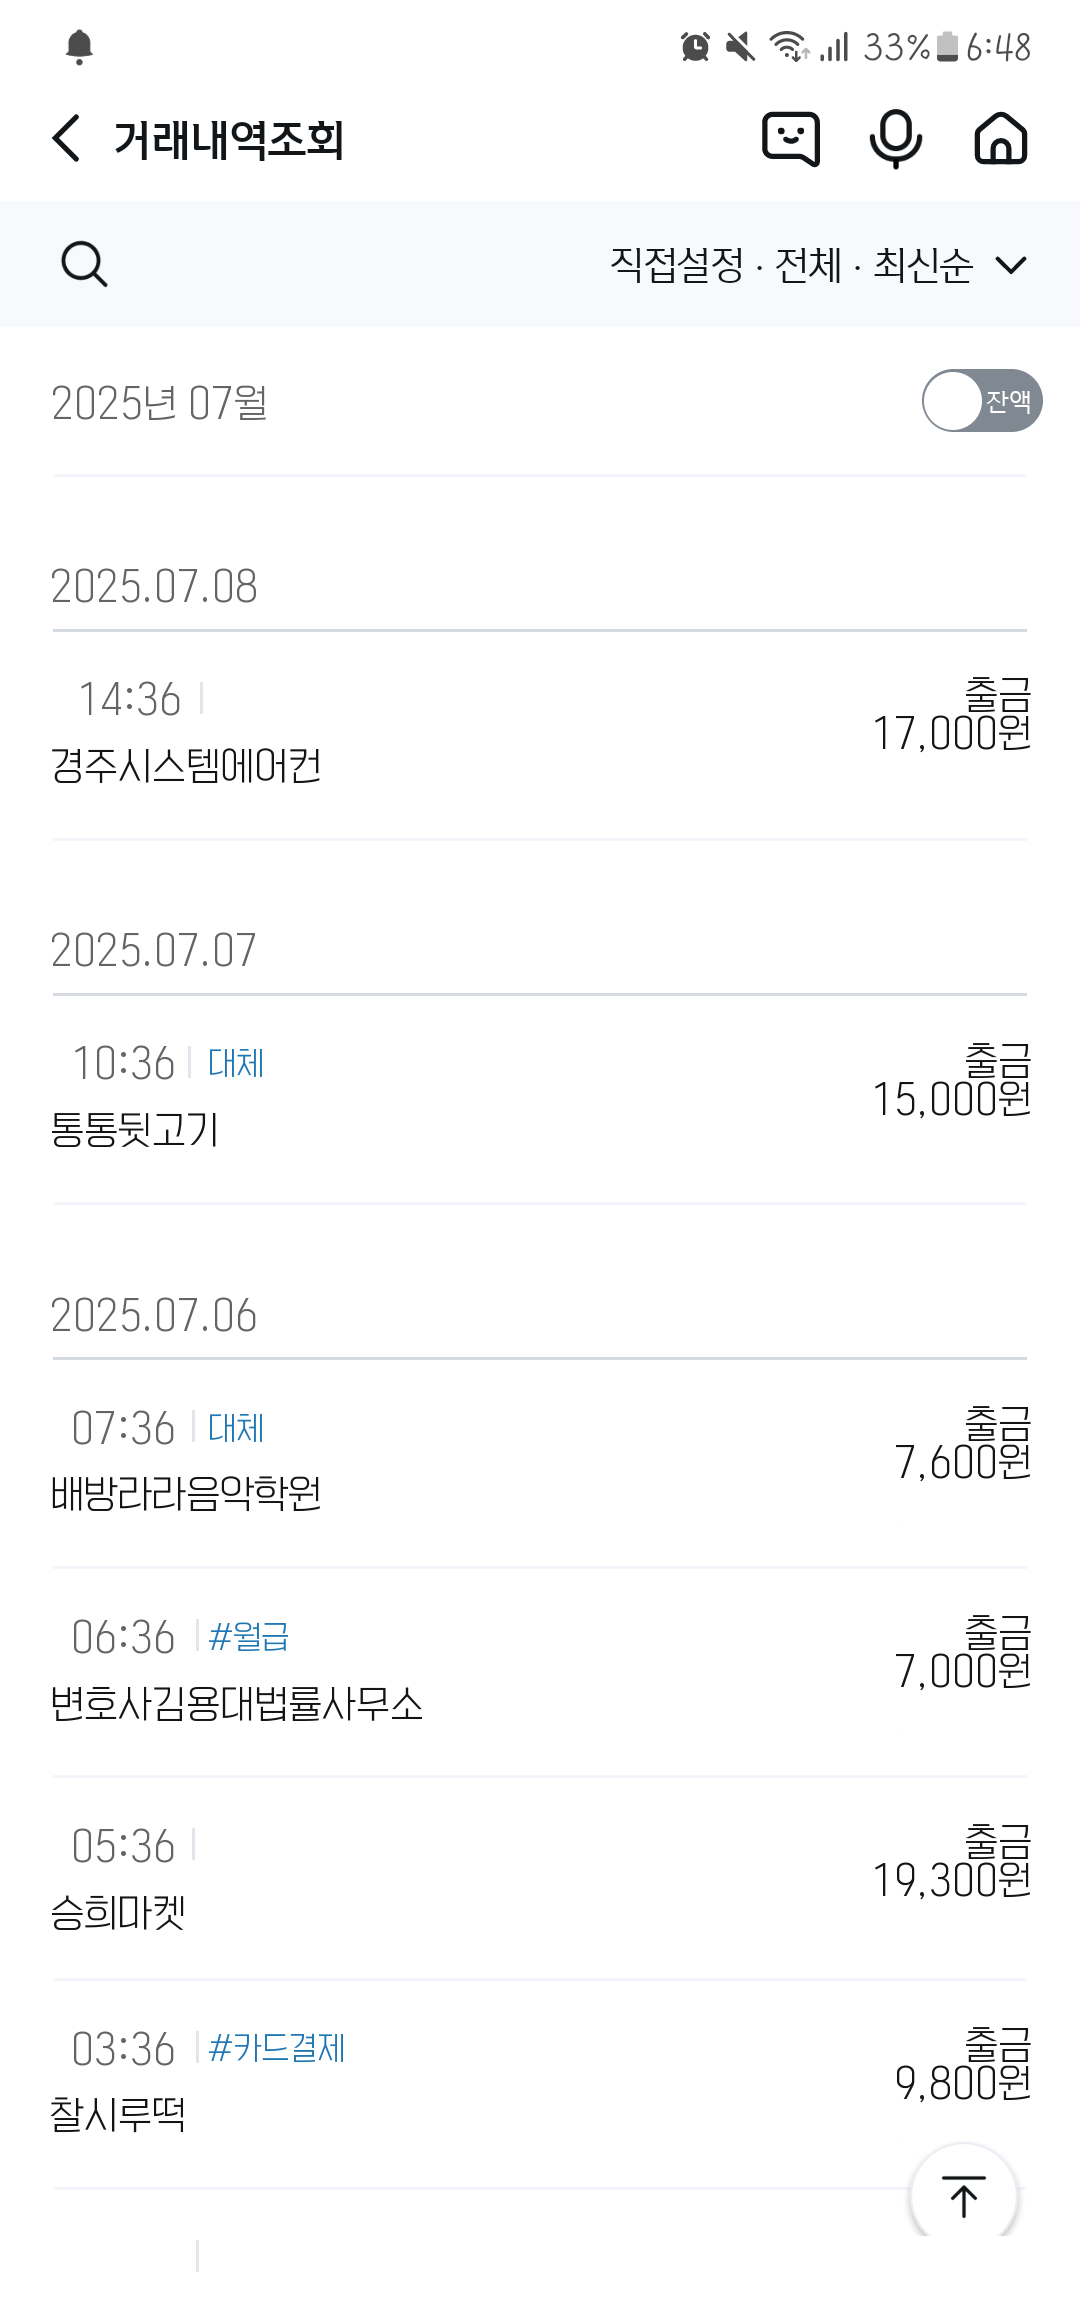 33% 6:48
거래내역조회
직접설정 · 전체 · 최신순
2025년 07월
잔액
2025.07.08
14:36
출금
17,000원
경주시스템에어컨
2025.07.07
10:36 대체
출금
15,000원
통통뒷고기
2025.07.06
07:36 대체
출금
7,600원
배방라라음악학원
06:36 #월급
출금
7,000원
변호사김용대법률사무소
05:36
출금
19,300원
승희마켓
03:36 #카드결제
출금
9,800원
찰시루떡